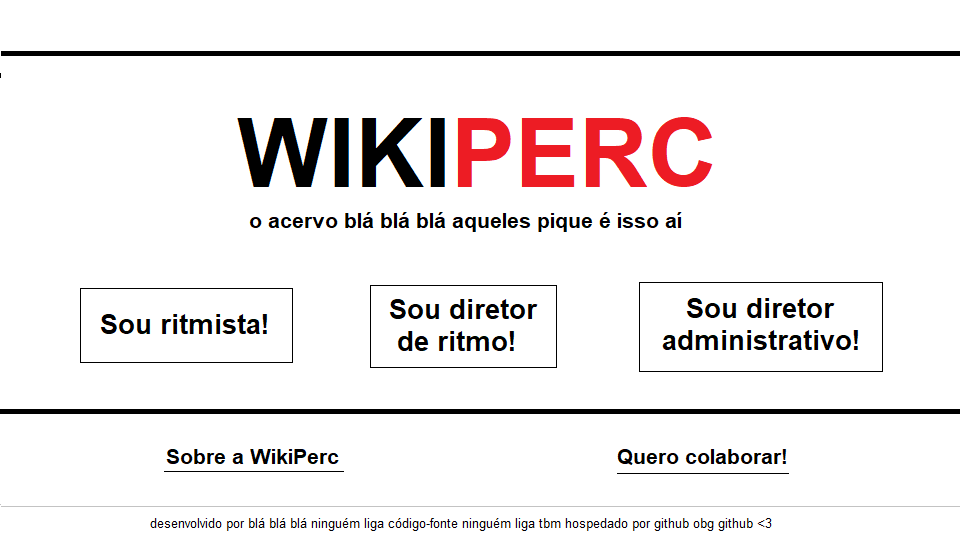 WIKIPERC
o acervo blá blá blá aqueles pique é isso aí
Sou ritmista!
Sou diretor
de ritmo!
Sou diretor
administrativo!
Sobre a WikiPerc
Quero colaborar!
desenvolvido por blá blá blá ninguém liga código-fonte ninguém liga tbm hospedado por github obg github <3